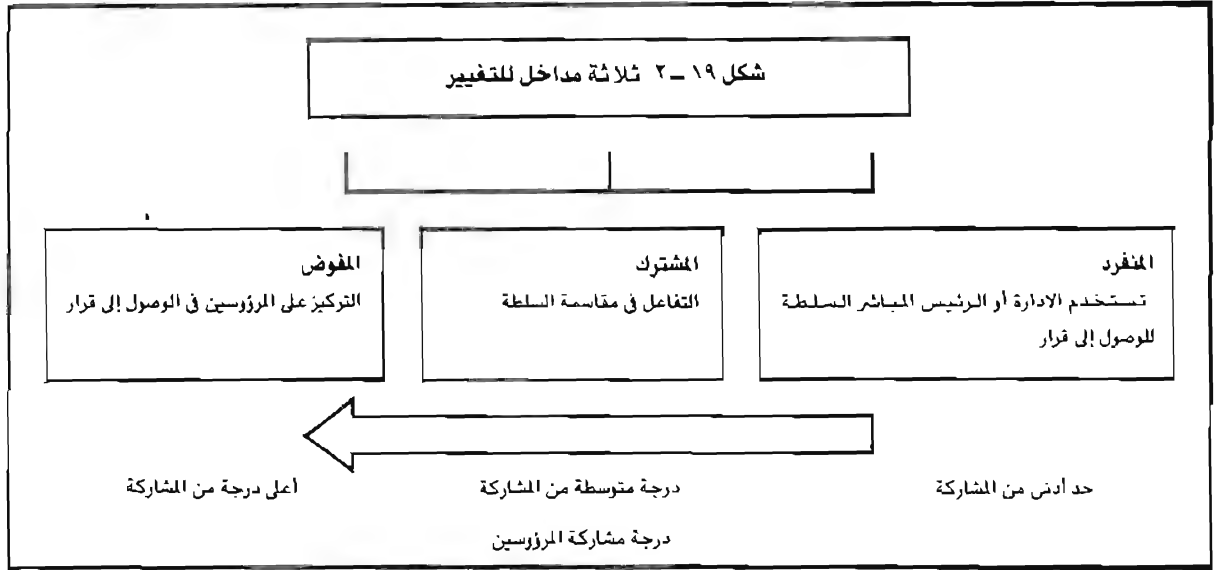 شكل ١٩ – ٢ ثلاثة مداخل للتغيير
المنفرد
تستخدم الادارة أو الرئيس المباشر السلطة
للوصول إلى قرار
المشترك
التفاعل في مقاسمة السلطة
المفوض
التركيز على المرؤوسين في الوصول إلى قرار
حد أدنى من المشاركة
درجة متوسطة من المشاركة
أعلى درجة من المشاركة
درجة مشاركة المرؤوسين